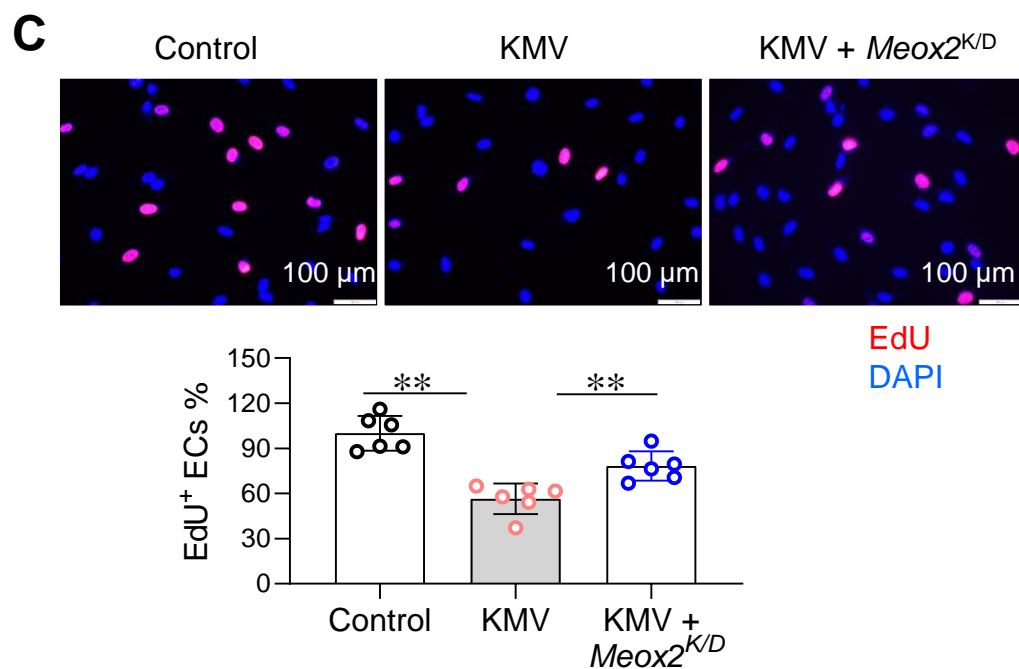 C
Control
KMV
KMV + Meox2K/D
100 µm
100 µm
100 µm
EdU
DAPI
EdU+ ECs %
150
120
90
60
30
0
**
**
Control
KMV
KMV +
Meox2K/D